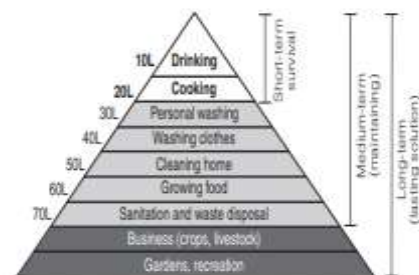 10L Drinking
20L Cooking
30L Personal washing
40L Washing clothes
50L Cleaning home
60L Growing food
70L Sanitation and waste disposal
Business (crops, livestock)
Gardens, recreation
Short-term
survival
Medium-term
(maintaining)
Long-term
(lasting solution)